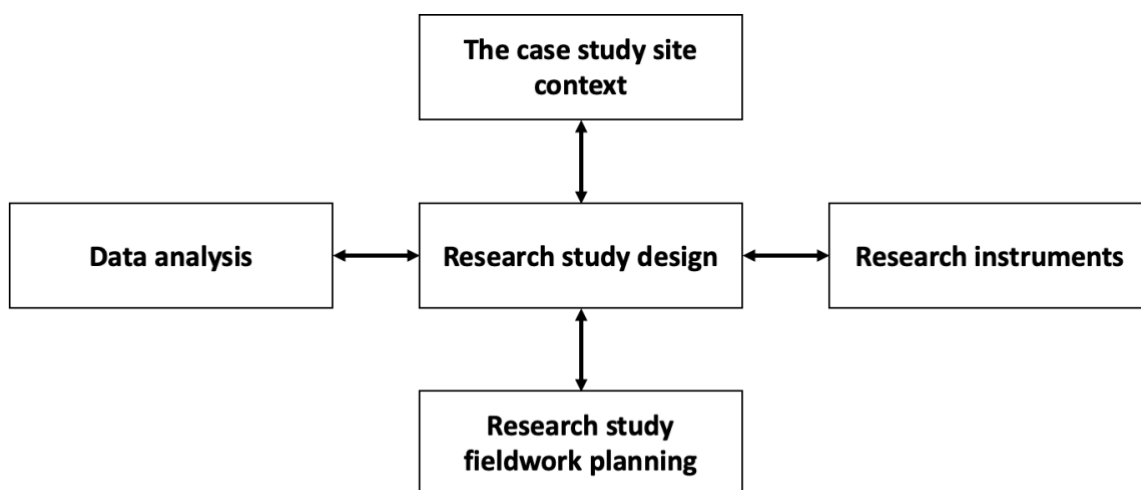 The case study site
context
Data analysis
Research study design
Research instruments
Research study
fieldwork planning